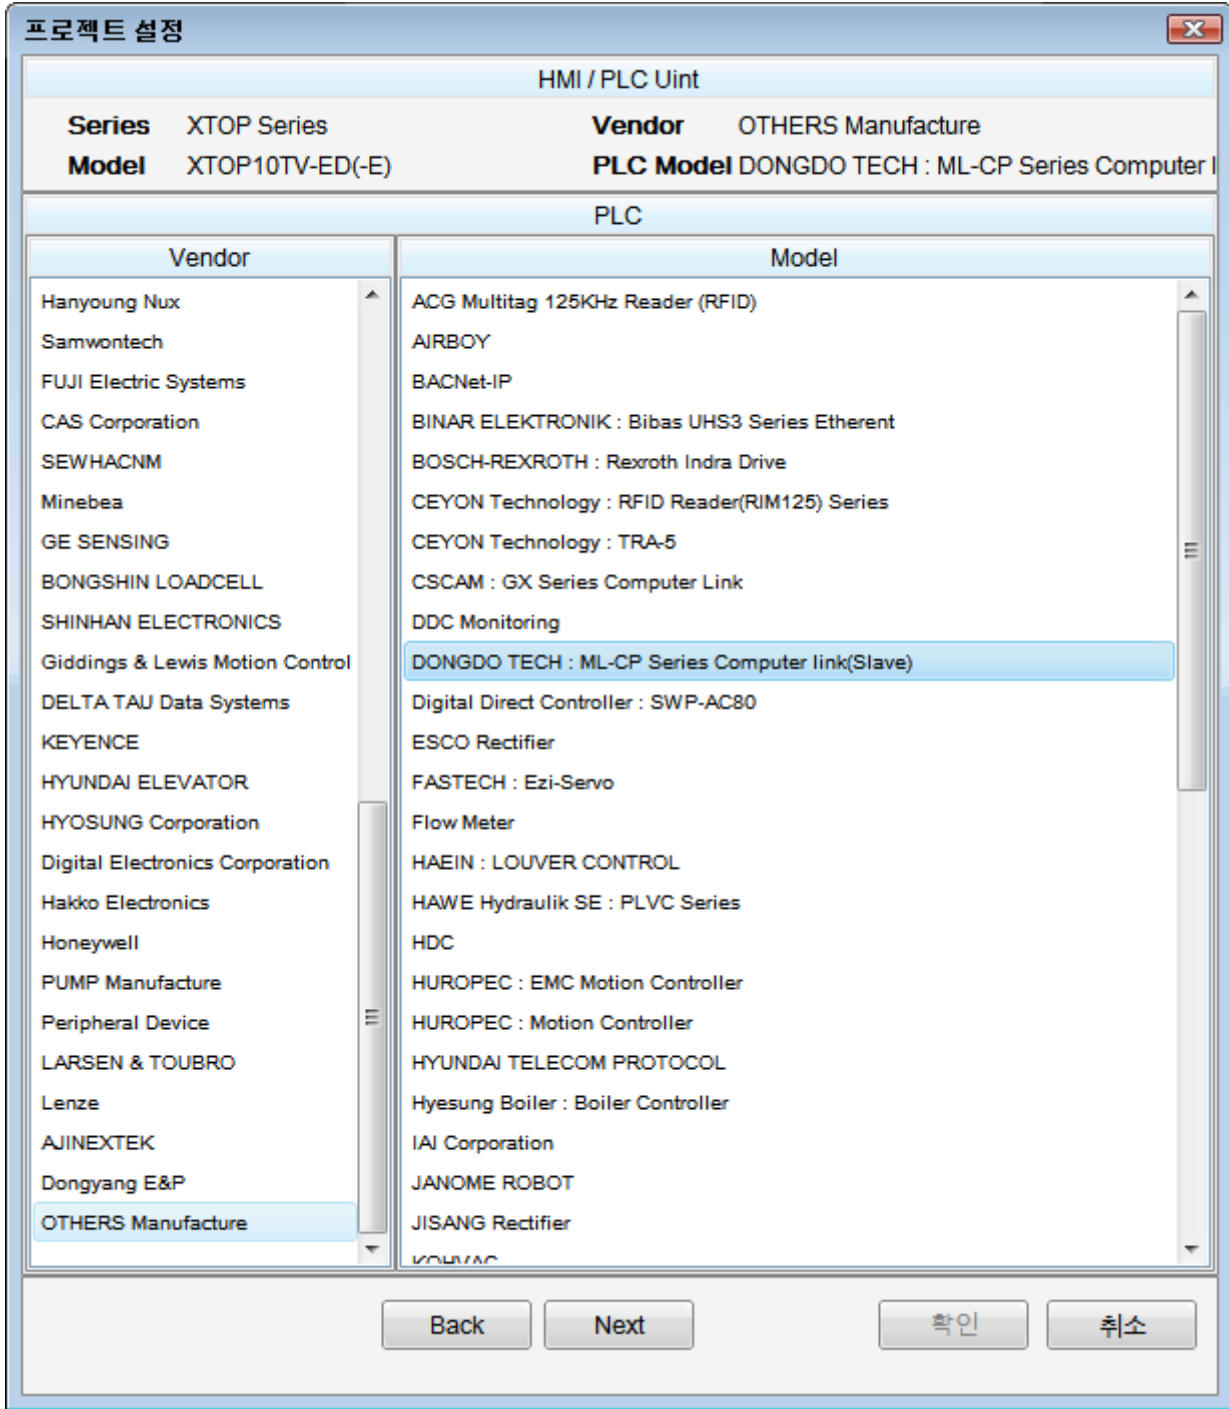 프로젝트 설정
HMI / PLC Uint
Series XTOP Series Vendor OTHERS Manufacture
Model XTOP10TV-ED(-E) PLC Model DONGDO TECH : ML-CP Series Computer l
PLC
Vendor Model
Hanyoung Nux ACG Multitag 125KHz Reader (RFID)
Samwontech AIRBOY
FUJI Electric Systems BACNet-IP
CAS Corporation BINAR ELEKTRONIK : Bibas UHS3 Series Etherent
SEWHACNM BOSCH-REXROTH : Rexroth Indra Drive
Minebea CEYON Technology : RFID Reader(RIM125) Series
GE SENSING CEYON Technology : TRA-5
BONGSHIN LOADCELL CSCAM : GX Series Computer Link
SHINHAN ELECTRONICS DDC Monitoring
Giddings & Lewis Motion Control DONGDO TECH : ML-CP Series Computer link(Slave)
DELTA TAU Data Systems Digital Direct Controller : SWP-AC80
KEYENCE ESCO Rectifier
HYUNDAI ELEVATOR FASTECH : Ezi-Servo
HYOSUNG Corporation Flow Meter
Digital Electronics Corporation HAEIN : LOUVER CONTROL
Hakko Electronics HAWE Hydraulik SE : PLVC Series
Honeywell HDC
PUMP Manufacture HUROPEC : EMC Motion Controller
Peripheral Device HUROPEC : Motion Controller
LARSEN & TOUBRO HYUNDAI TELECOM PROTOCOL
Lenze Hyesung Boiler : Boiler Controller
AJINEXTEK IAI Corporation
Dongyang E&P JANOME ROBOT
OTHERS Manufacture JISANG Rectifier
KOHVAC
Back Next 확인 취소